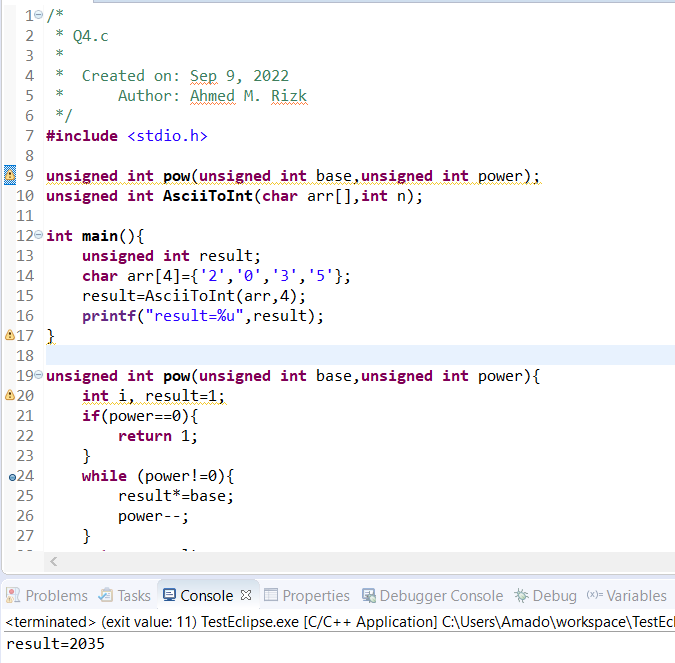 1 /*
2  * Q4.c
3  *
4  *  Created on: Sep 9, 2022
5  *      Author: Ahmed M. Rizk
6  */
7 #include <stdio.h>
8
9 unsigned int pow(unsigned int base,unsigned int power);
10 unsigned int AsciiToInt(char arr[],int n);
11
12 int main(){
13     unsigned int result;
14     char arr[4]={'2','0','3','5'};
15     result=AsciiToInt(arr,4);
16     printf("result=%u",result);
17 }
18
19 unsigned int pow(unsigned int base,unsigned int power){
20     int i, result=1;
21     if(power==0){
22         return 1;
23     }
24     while (power!=0){
25         result*=base;
26         power--;
27     }
Problems Tasks Console Properties Debugger Console Debug (x)= Variables
<terminated> (exit value: 11) TestEclipse.exe [C/C++ Application] C:\Users\Amado\workspace\TestEcl
result=2035